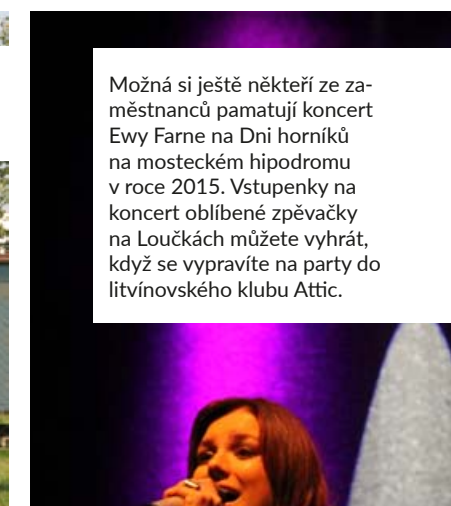 Možná si ještě někteří ze za-
městnanců pamatují koncert
Ewy Farne na Dni horníků
na mosteckém hipodromu
v roce 2015. Vstupenky na
koncert oblíbené zpěvačky
na Loučkách můžete vyhrát,
když se vypravíte na party do
litvínovského klubu Attic.